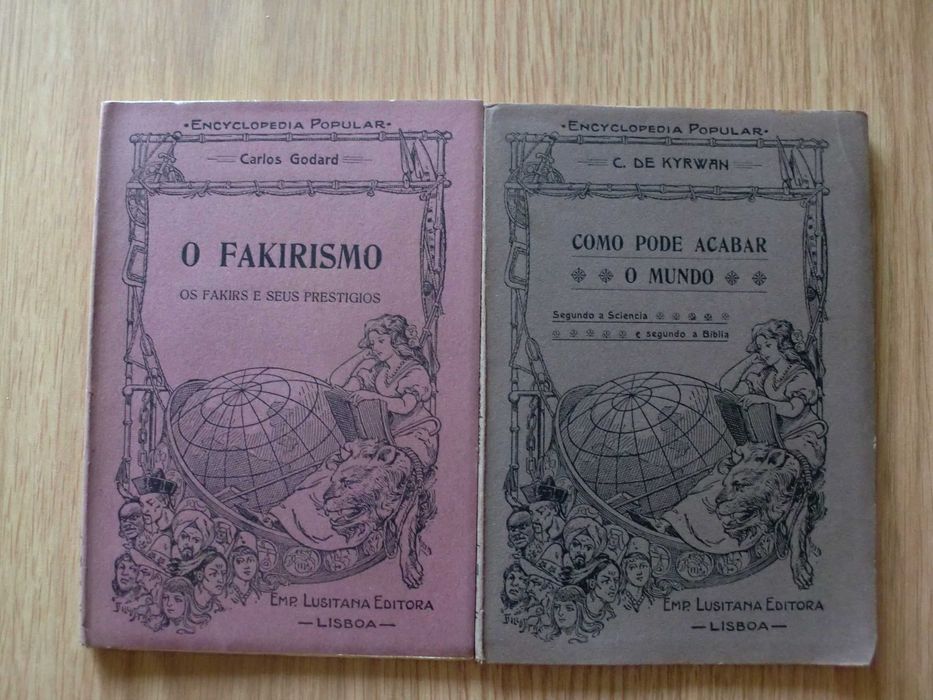 •ENCYCLOPEDIA POPULAR•
Carlos Godard
O FAKIRISMO
OS FAKIRS E SEUS PRESTIGIOS
EMP. LUSITANA EDITORA
—LISBOA—
•ENCYCLOPEDIA POPULAR•
C. DE KYRWAN
COMO PODE ACABAR
O MUNDO
Segundo a Sciencia
e segundo a Biblia
EMP. LUSITANA EDITORA
—LISBOA—